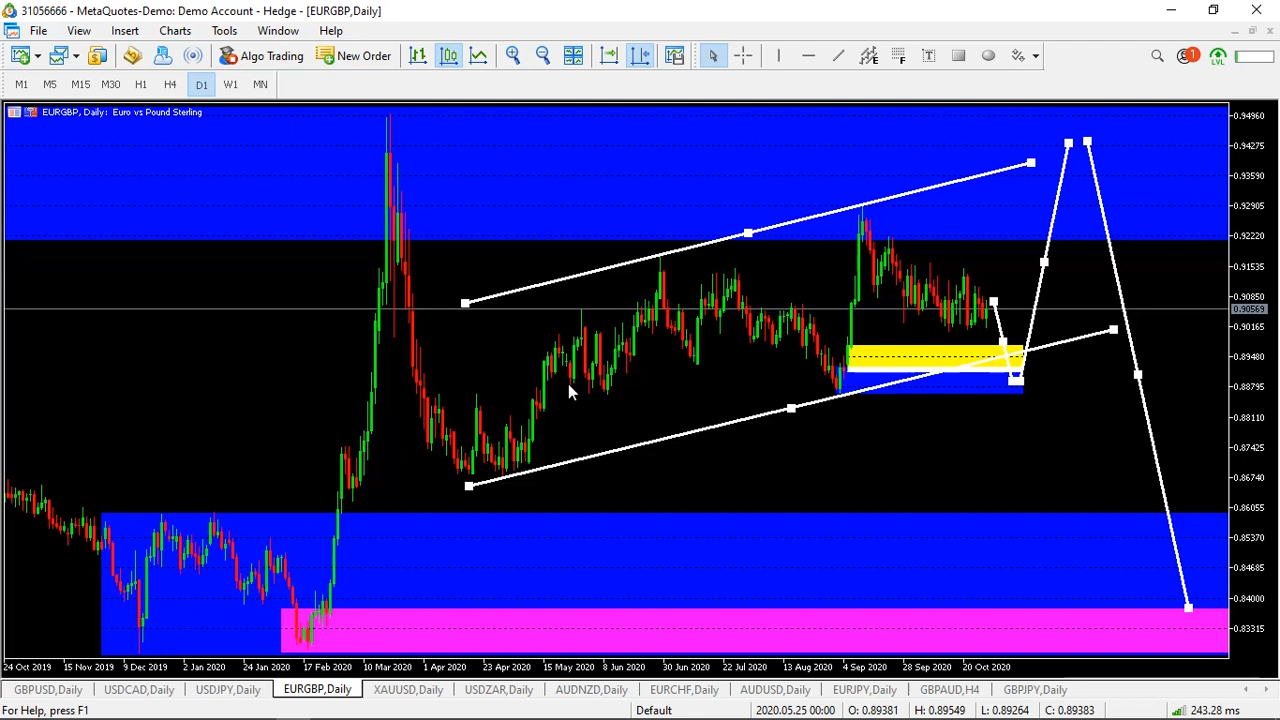 31056666 - MetaQuotes-Demo: Demo Account - Hedge - [EURGBP,Daily]
File View Insert Charts Tools Window Help
Algo Trading New Order F T 1 LVL
M1 M5 M15 M30 H1 H4 D1 W1 MN
EURGBP, Daily: Euro vs Pound Sterling
0.94960
0.94275
0.93590
0.92905
0.92220
0.91535
0.90850
0.90569
0.90165
0.89480
0.88795
0.88110
0.87425
0.86740
0.86055
0.85370
0.84685
0.84000
0.83315
24 Oct 2019 15 Nov 2019 9 Dec 2019 2 Jan 2020 24 Jan 2020 17 Feb 2020 10 Mar 2020 1 Apr 2020 23 Apr 2020 15 May 2020 8 Jun 2020 30 Jun 2020 22 Jul 2020 13 Aug 2020 4 Sep 2020 28 Sep 2020 20 Oct 2020
GBPUSD,Daily USDCAD,Daily USDJPY,Daily EURGBP,Daily XAUUSD,Daily USDZAR,Daily AUDNZD,Daily EURCHF,Daily AUDUSD,Daily EURJPY,Daily GBPAUD,H4 GBPJPY,Daily
For Help, press F1 Default 2020.05.25 00:00 O: 0.89381 H: 0.89549 L: 0.89264 C: 0.89383 243.28 ms